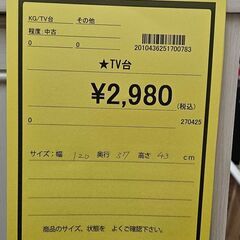 KG/TV台 その他
程度:中古
0 0
2010436251700783
★TV台
¥2,980
(税込)
0 270425
サイズ:幅 120 奥行 37 高さ 43 cm
商品のサイズ、状態を よくご確認下さい。